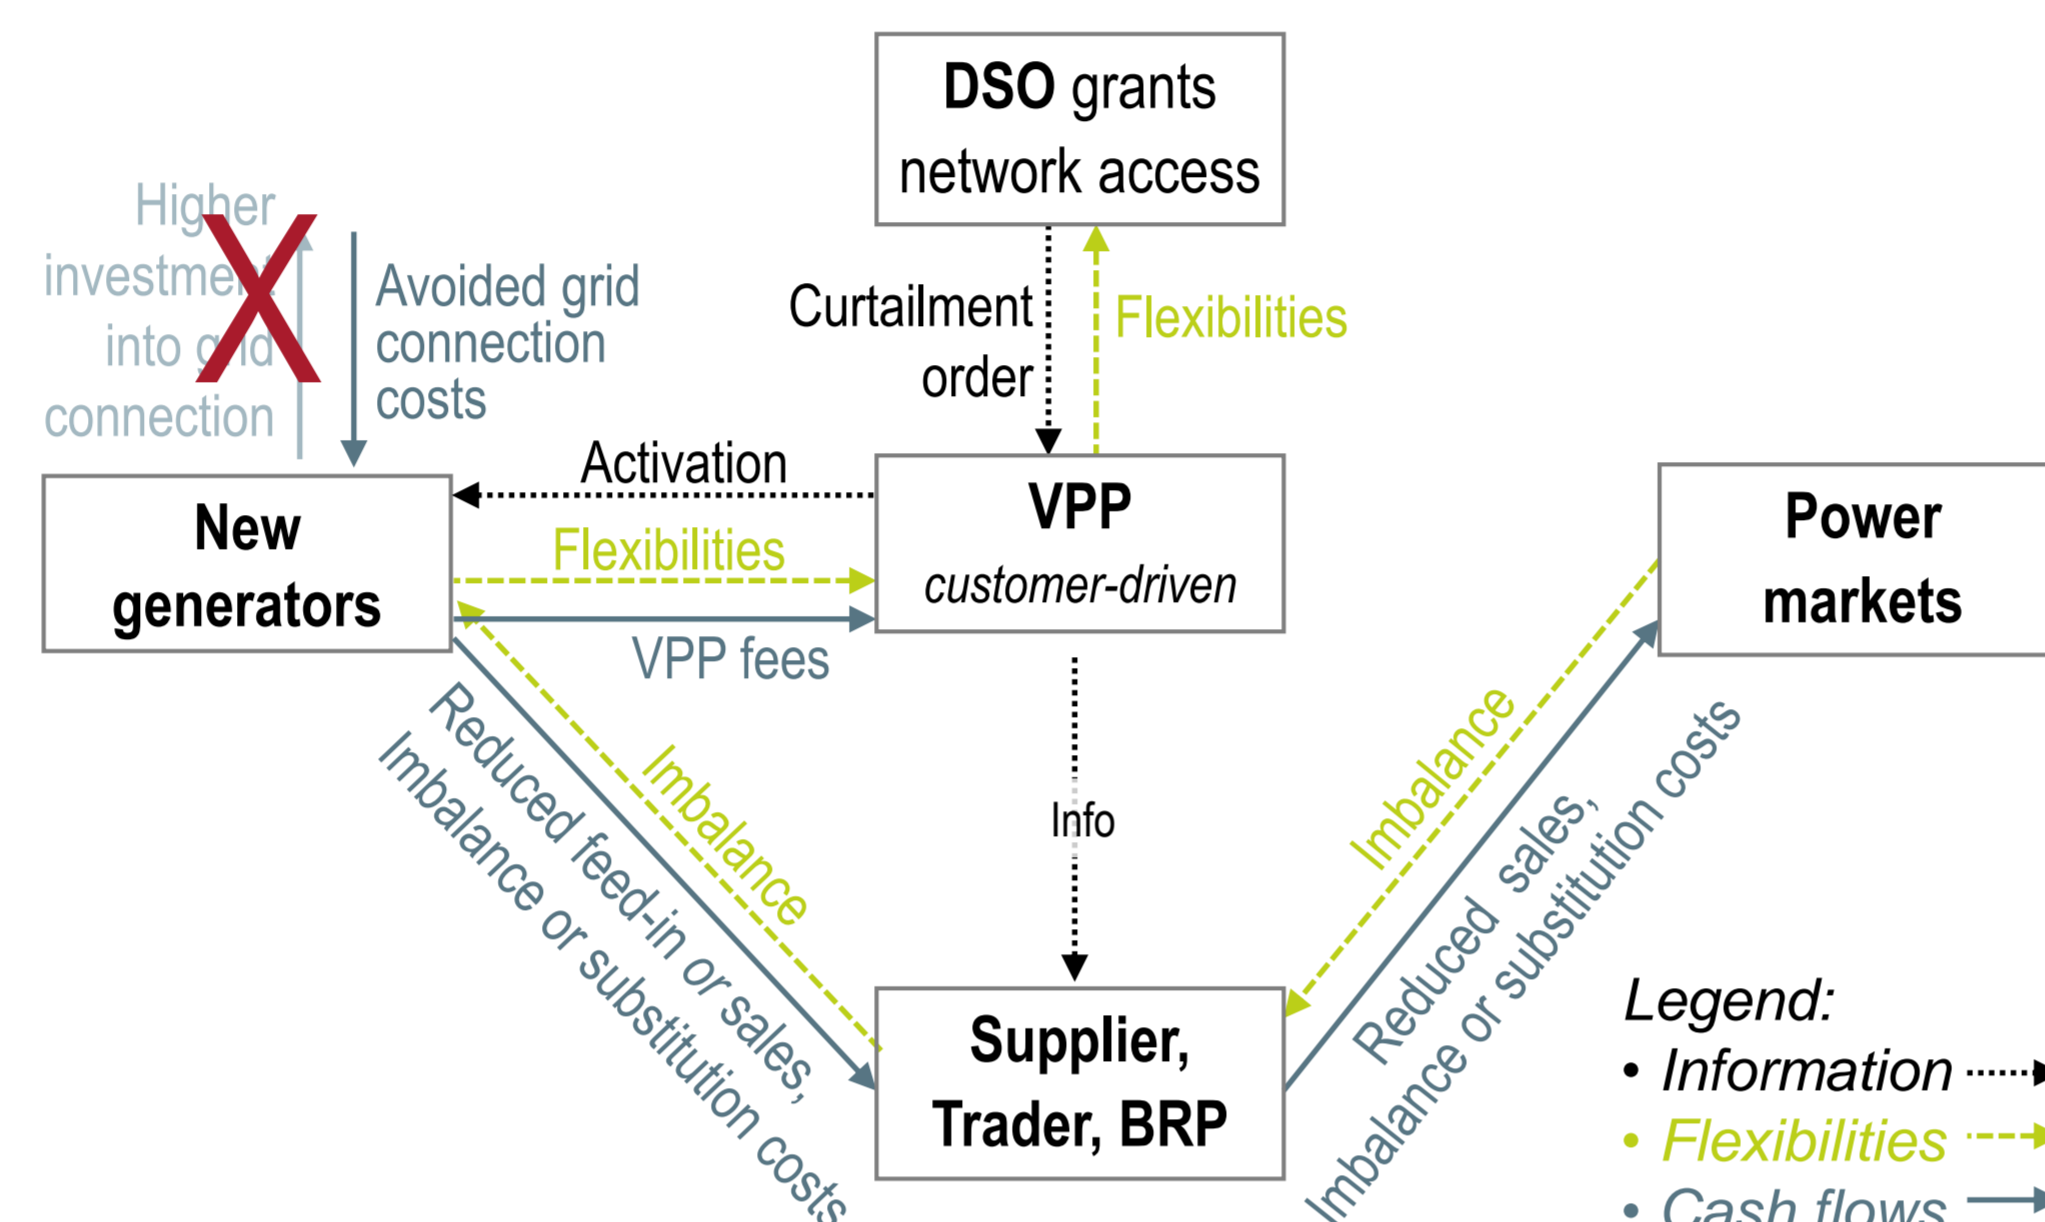 DSO grants
network access
Higher
investment
into grid
connection
Avoided grid
connection
costs
Curtailment
order
Flexibilities
Activation
New
generators
Flexibilities
VPP fees
VPP
customer-driven
Power
markets
Imbalance
Reduced feed-in or sales,
Imbalance or substitution costs
Info
Imbalance
Reduced sales,
Imbalance or substitution costs
Supplier,
Trader, BRP
Legend:
• Information
• Flexibilities
• Cash flows